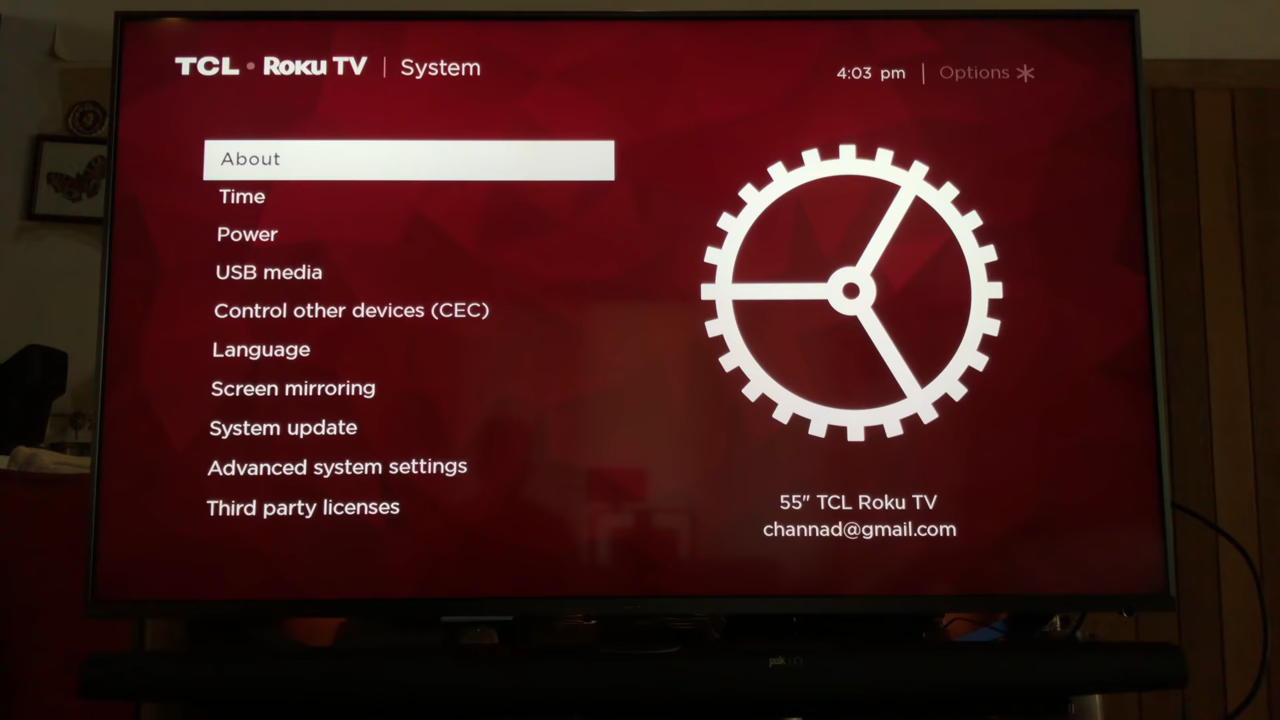 TCL • Roku TV | System
4:03 pm | Options
About
Time
Power
USB media
Control other devices (CEC)
Language
Screen mirroring
System update
Advanced system settings
Third party licenses
55" TCL Roku TV
channad@gmail.com
polk